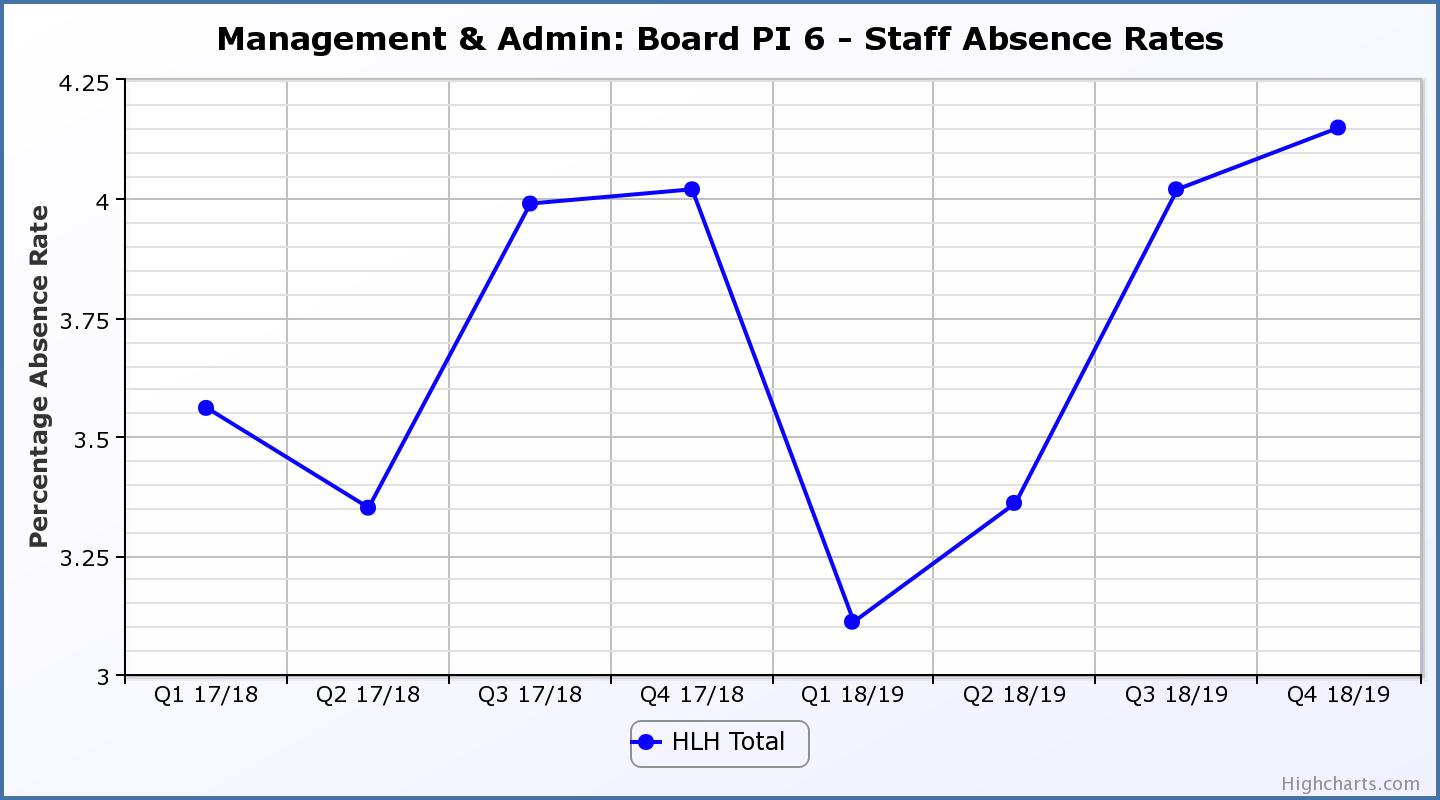 Management & Admin: Board PI 6 - Staff Absence Rates
Percentage Absence Rate
4.25
4
3.75
3.5
3.25
3
Q1 17/18 Q2 17/18 Q3 17/18 Q4 17/18 Q1 18/19 Q2 18/19 Q3 18/19 Q4 18/19
HLH Total
Highcharts.com